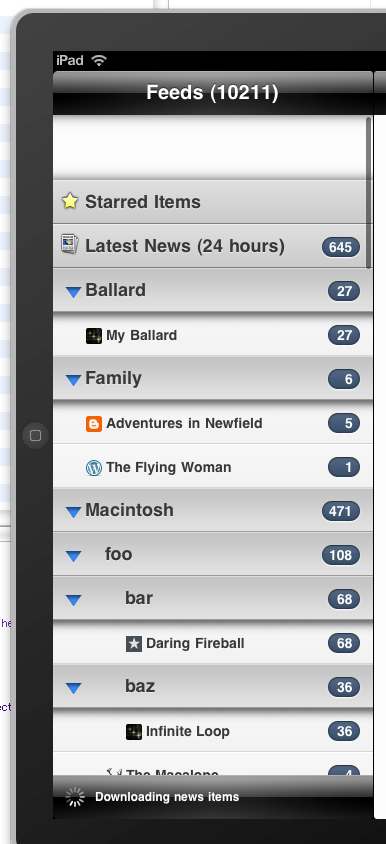 iPad
Feeds (10211)
Starred Items
Latest News (24 hours) 645
Ballard 27
My Ballard 27
Family 6
Adventures in Newfield 5
The Flying Woman 1
Macintosh 471
foo 108
bar 68
Daring Fireball 68
baz 36
Infinite Loop 36
The Macalope 4
Downloading news items
he
ect